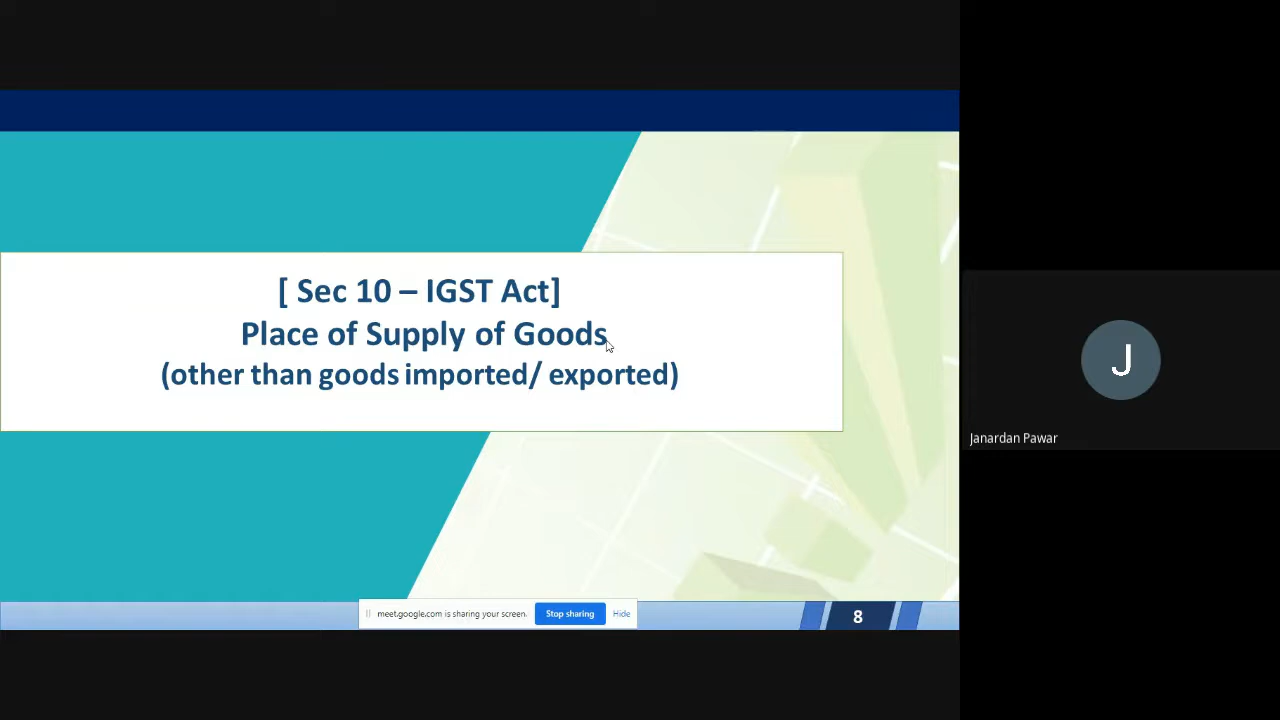 [ Sec 10 – IGST Act]
Place of Supply of Goods
(other than goods imported/ exported)
J
Janardan Pawar
meet.google.com is sharing your screen.
Stop sharing
Hide
8